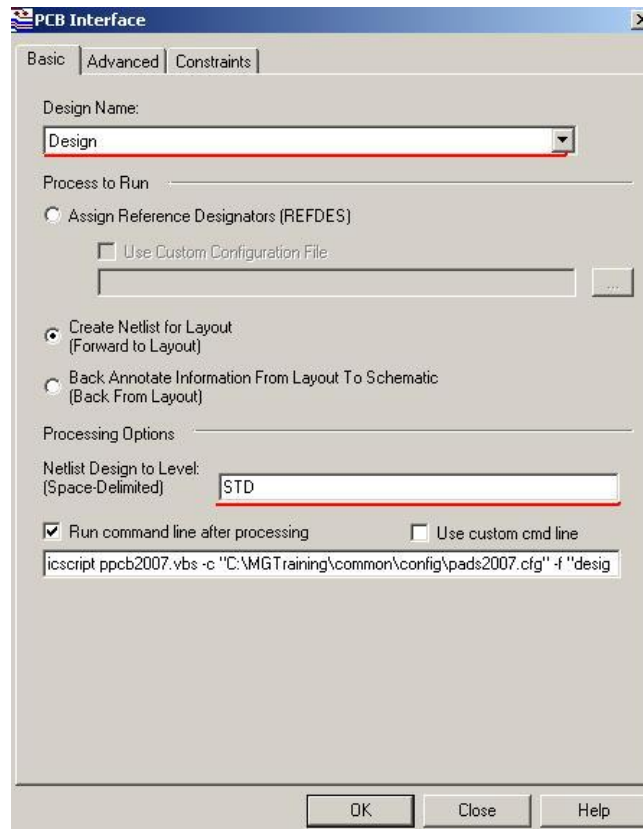 PCB Interface
Basic Advanced Constraints
Design Name:
Design
Process to Run
Assign Reference Designators (REFDES)
Use Custom Configuration File
...
Create Netlist for Layout
(Forward to Layout)
Back Annotate Information From Layout To Schematic
(Back From Layout)
Processing Options
Netlist Design to Level:
(Space-Delimited) STD
Run command line after processing Use custom cmd line
icscript ppcb2007.vbs -c "C:\MGTraining\common\config\pads2007.cfg" -f "desig
OK Close Help